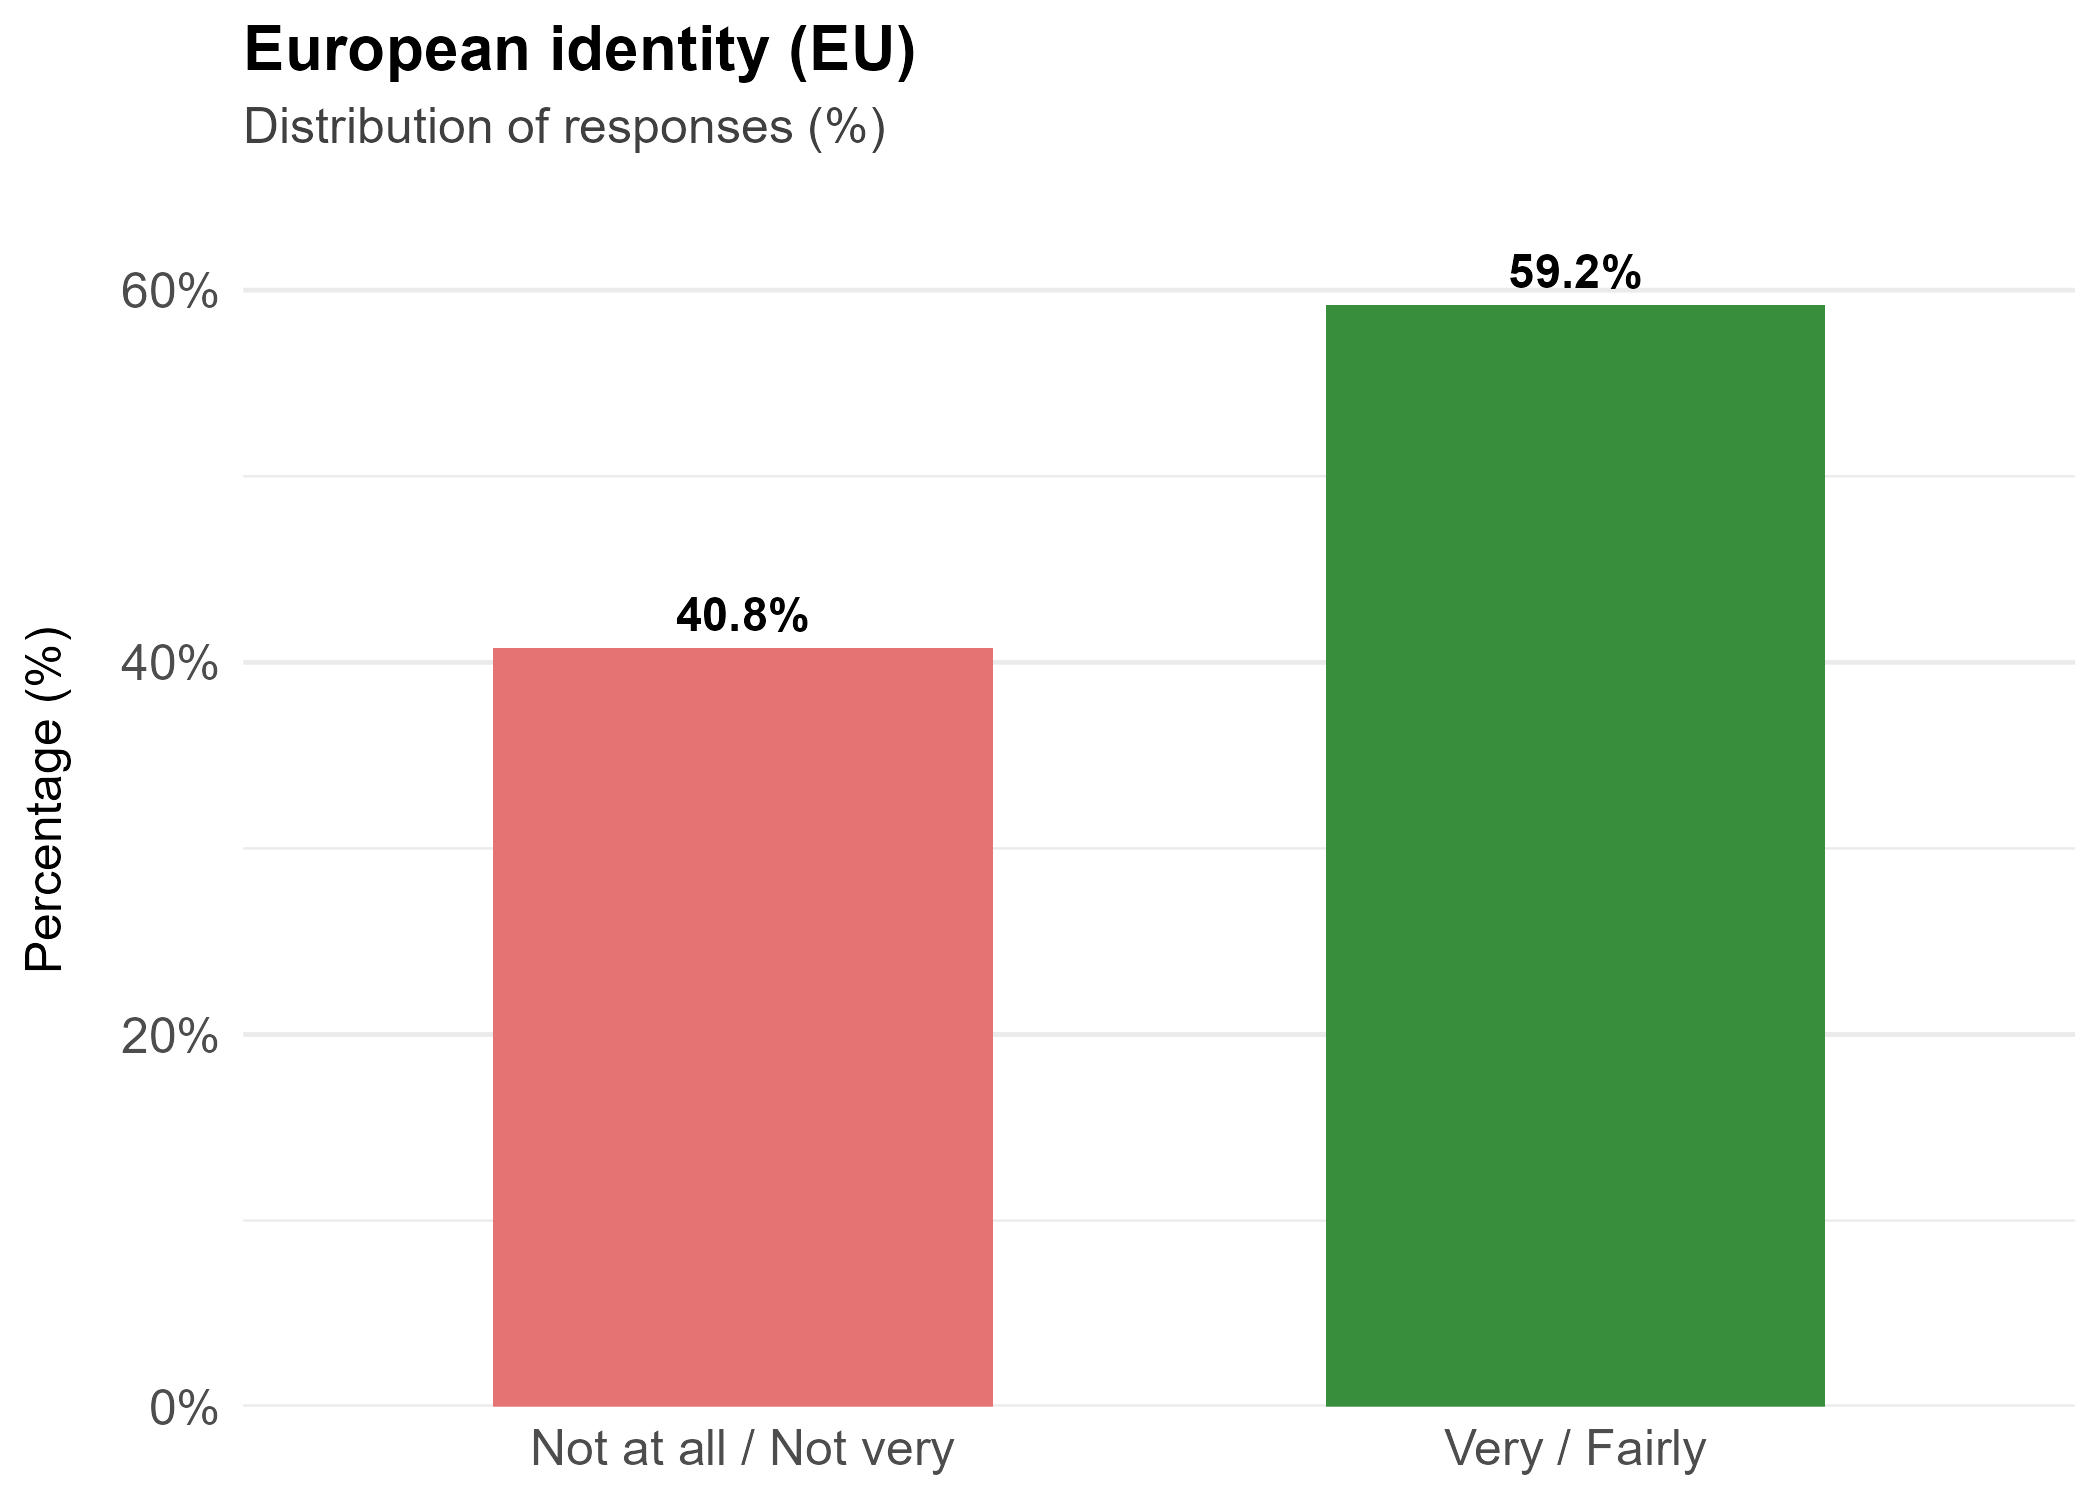 European identity (EU)
Distribution of responses (%)
Percentage (%)
60%
40%
20%
0%
59.2%
40.8%
Not at all / Not very
Very / Fairly